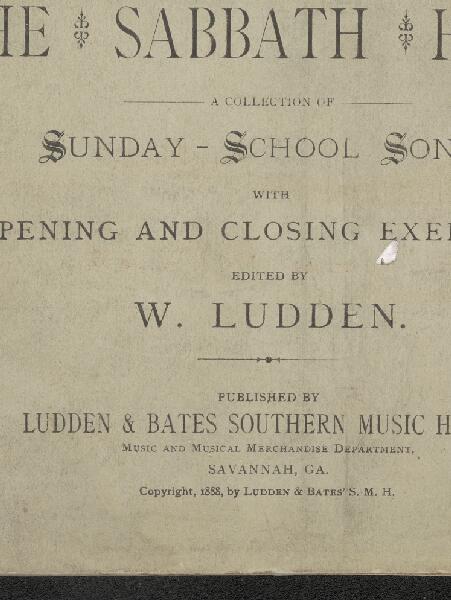 HE SABBATH H
A COLLECTION OF
SUNDAY-SCHOOL SON
WITH
PENING AND CLOSING EXER
EDITED BY
W. LUDDEN.
PUBLISHED BY
LUDDEN & BATES SOUTHERN MUSIC H
MUSIC AND MUSICAL MERCHANDISE DEPARTMENT,
SAVANNAH, GA.
Copyright, 1888, by LUDDEN & BATES' S. M. H.